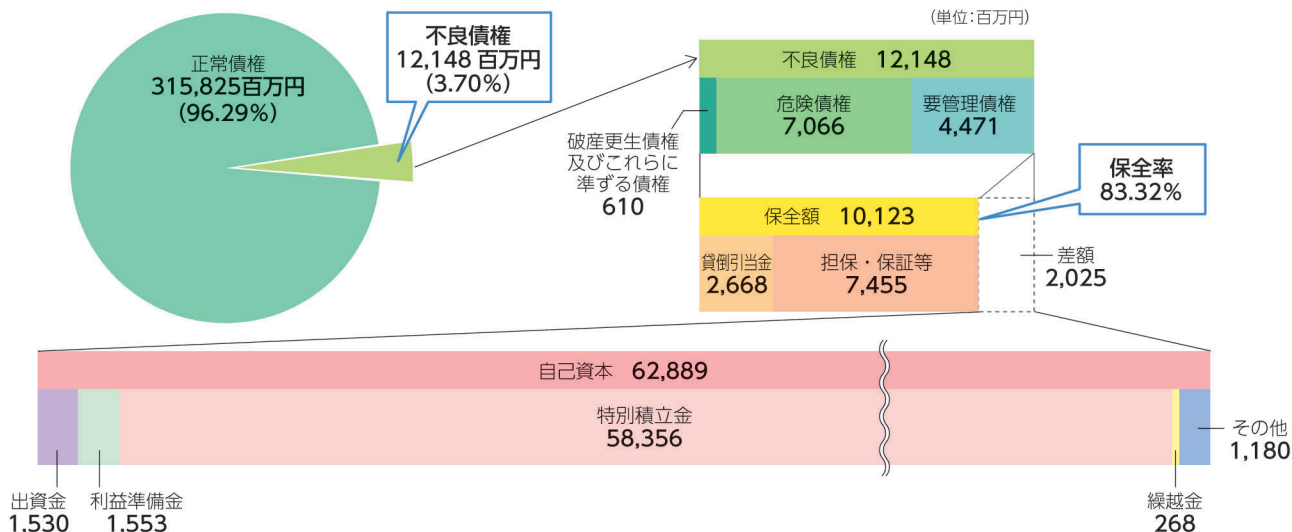 正常債権
315,825百万円
(96.29%)
不良債権
12,148 百万円
(3.70%)
(単位:百万円)
不良債権 12,148
危険債権
7,066
要管理債権
4,471
破産更生債権
及びこれらに
準ずる債権
610
保全率
83.32%
保全額 10,123
貸倒引当金
2,668
担保・保証等
7,455
差額
2,025
自己資本 62,889
特別積立金
58,356
その他
1,180
出資金
1,530
利益準備金
1,553
繰越金
268